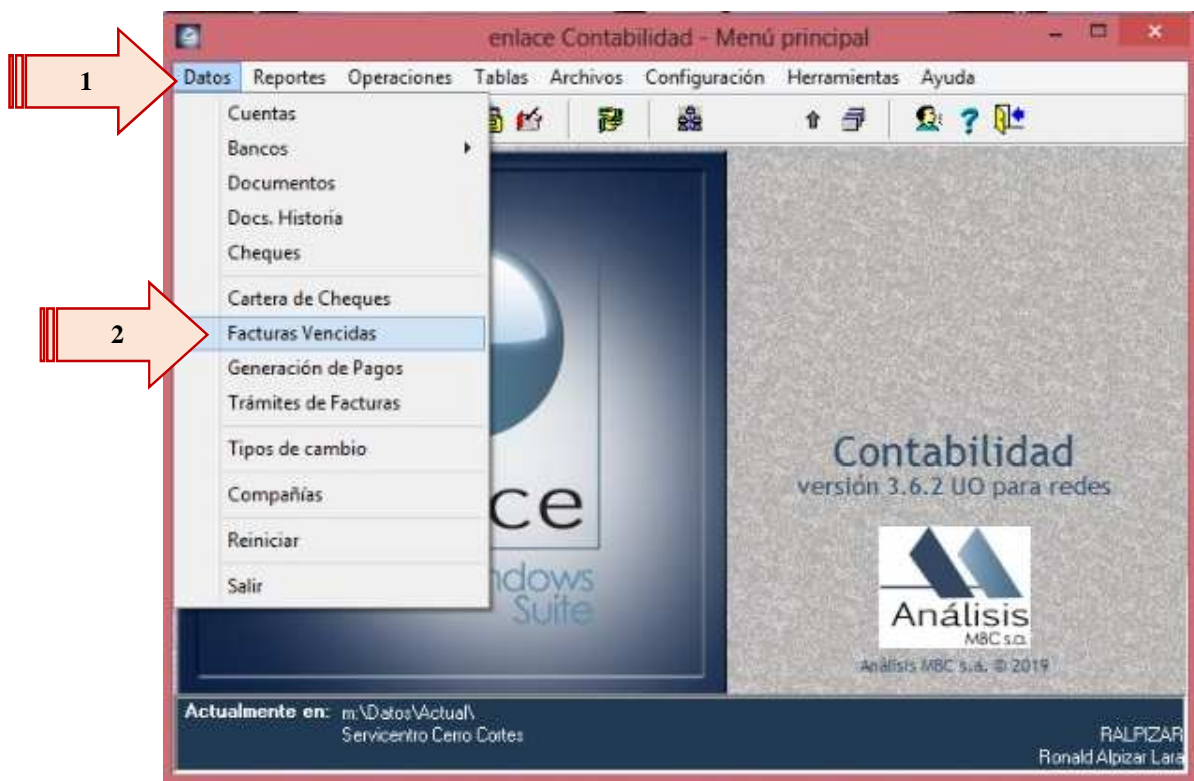 enlace Contabilidad - Menú principal
1
Datos Reportes Operaciones Tablas Archivos Configuración Herramientas Ayuda
Cuentas
Bancos
Documentos
Docs. Historia
Cheques
Cartera de Cheques
2
Facturas Vencidas
Generación de Pagos
Trámites de Facturas
Tipos de cambio
Compañías
Reiniciar
Salir
ce
ndows
Suite
Contabilidad
versión 3.6.2 UO para redes
Análisis
MBC s.a.
Análisis MBC s.a. © 2019
Actualmente en: m:\Datos\Actual\
Servicentro Cerro Cortes
RALPIZAR
Ronald Alpizar Lara